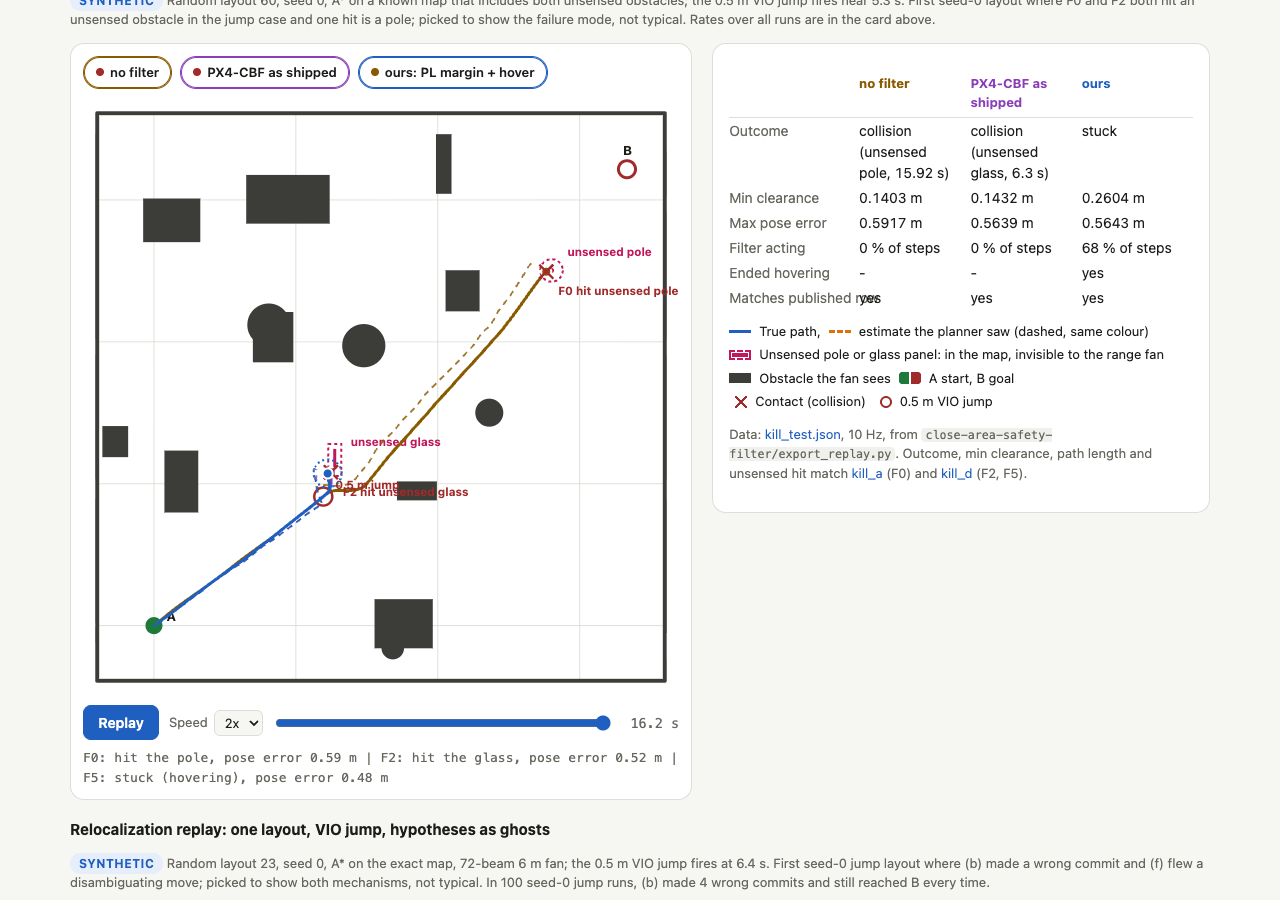 SYNTHETIC Random layout 60, seed 0, A* on a known map that includes both unsensed obstacles; the 0.5 m VIO jump fires near 5.3 s. First seed-0 layout where F0 and F2 both hit an
unsensed obstacle in the jump case and one hit is a pole; picked to show the failure mode, not typical. Rates over all runs are in the card above.
no filter
PX4-CBF as shipped
ours: PL margin + hover
B
unsensed pole
F0 hit unsensed pole
unsensed glass
0.5 m jump
F2 hit unsensed glass
A
Replay
Speed
2x
16.2 s
F0: hit the pole, pose error 0.59 m | F2: hit the glass, pose error 0.52 m |
F5: stuck (hovering), pose error 0.48 m
no filter PX4-CBF as shipped ours
Outcome collision (unsensed pole, 15.92 s) collision (unsensed glass, 6.3 s) stuck
Min clearance 0.1403 m 0.1432 m 0.2604 m
Max pose error 0.5917 m 0.5639 m 0.5643 m
Filter acting 0 % of steps 0 % of steps 68 % of steps
Ended hovering - - yes
Matches published row yes yes yes
True path, estimate the planner saw (dashed, same colour)
Unsensed pole or glass panel: in the map, invisible to the range fan
Obstacle the fan sees A start, B goal
Contact (collision) 0.5 m VIO jump
Data: kill_test.json, 10 Hz, from close-area-safety-
filter/export_replay.py. Outcome, min clearance, path length and
unsensed hit match kill_a (F0) and kill_d (F2, F5).
Relocalization replay: one layout, VIO jump, hypotheses as ghosts
SYNTHETIC Random layout 23, seed 0, A* on the exact map, 72-beam 6 m fan; the 0.5 m VIO jump fires at 6.4 s. First seed-0 jump layout where (b) made a wrong commit and (f) flew a
disambiguating move; picked to show both mechanisms, not typical. In 100 seed-0 jump runs, (b) made 4 wrong commits and still reached B every time.